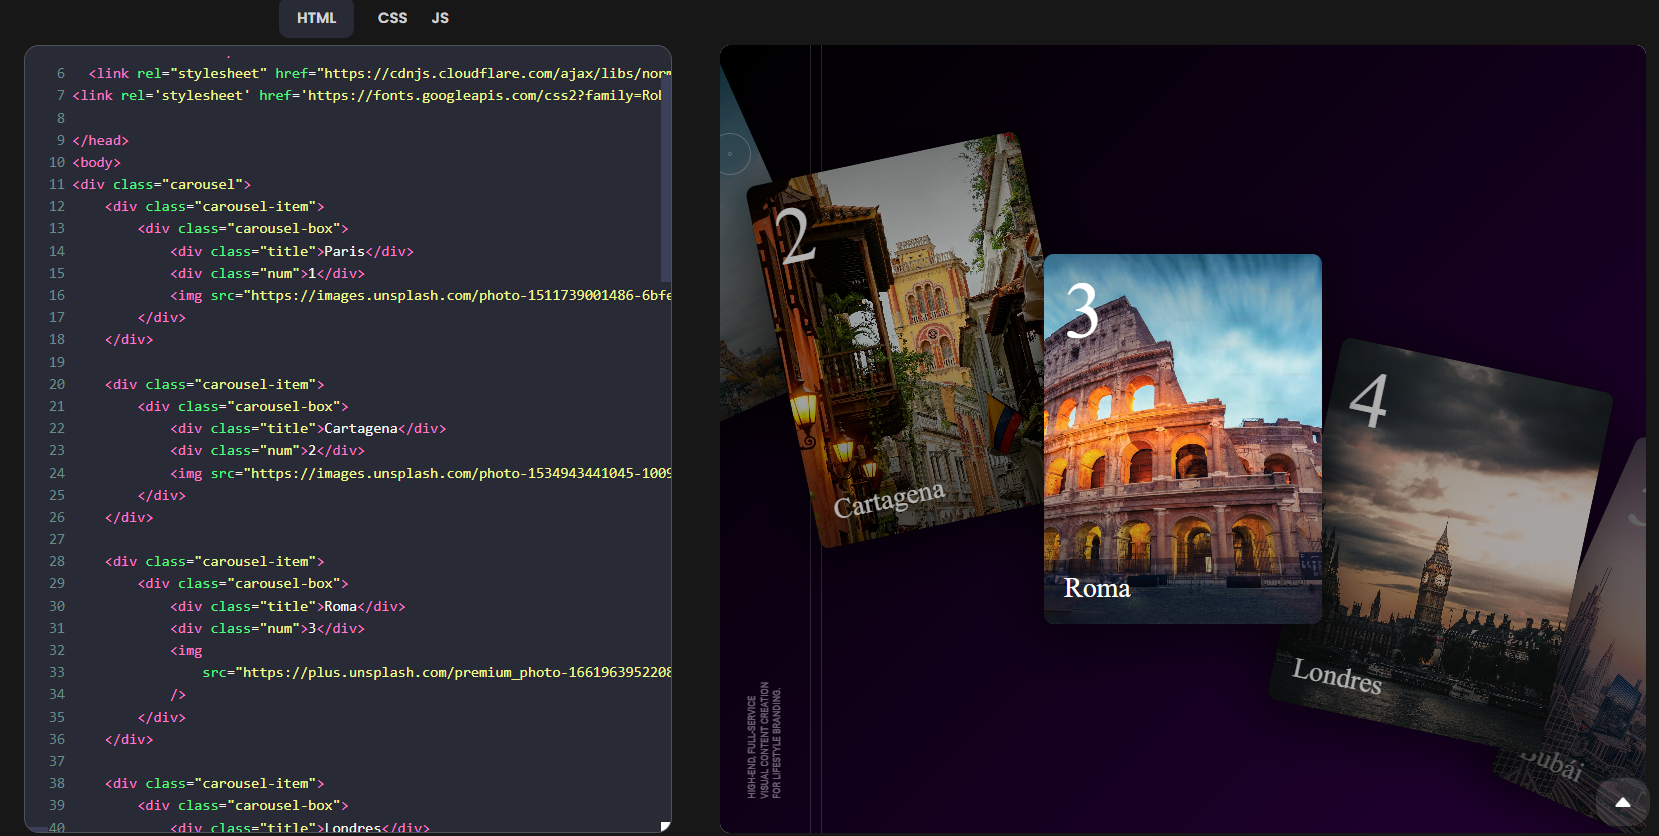 HTML CSS JS
6 <link rel="stylesheet" href="https://cdnjs.cloudflare.com/ajax/libs/norm
7 <link rel='stylesheet' href='https://fonts.googleapis.com/css2?family=Rob
8
9 </head>
10 <body>
11 <div class="carousel">
12 <div class="carousel-item">
13 <div class="carousel-box">
14 <div class="title">Paris</div>
15 <div class="num">1</div>
16 <img src="https://images.unsplash.com/photo-1511739001486-6bfe
17 </div>
18 </div>
19
20 <div class="carousel-item">
21 <div class="carousel-box">
22 <div class="title">Cartagena</div>
23 <div class="num">2</div>
24 <img src="https://images.unsplash.com/photo-1534943441045-1009
25 </div>
26 </div>
27
28 <div class="carousel-item">
29 <div class="carousel-box">
30 <div class="title">Roma</div>
31 <div class="num">3</div>
32 <img
33 src="https://plus.unsplash.com/premium_photo-1661963952208
34 />
35 </div>
36 </div>
37
38 <div class="carousel-item">
39 <div class="carousel-box">
40 <div class="title">Londres</div>
2
Cartagena
3
Roma
4
Londres
Dubái
HIGH-END, FULL-SERVICE
VISUAL CONTENT CREATION
FOR LIFESTYLE BRANDING.